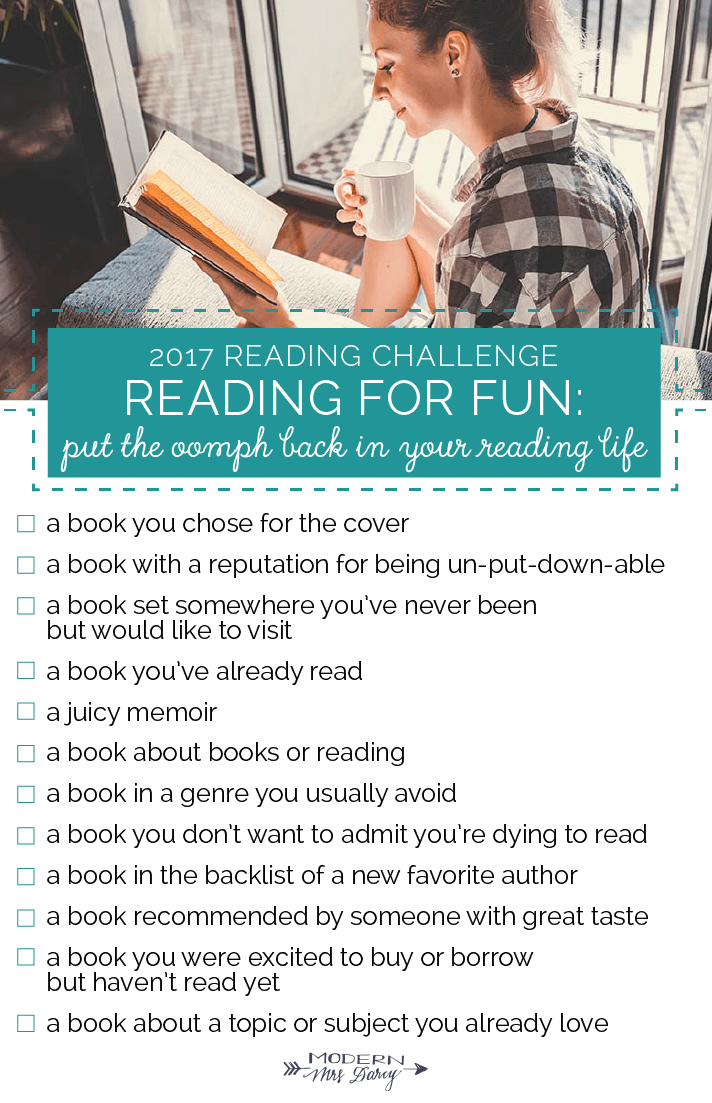 2017 READING CHALLENGE
READING FOR FUN:
put the oomph back in your reading life
a book you chose for the cover
a book with a reputation for being un-put-down-able
a book set somewhere you've never been
but would like to visit
a book you've already read
a juicy memoir
a book about books or reading
a book in a genre you usually avoid
a book you don't want to admit you're dying to read
a book in the backlist of a new favorite author
a book recommended by someone with great taste
a book you were excited to buy or borrow
but haven't read yet
a book about a topic or subject you already love
MODERN
Mrs Darcy